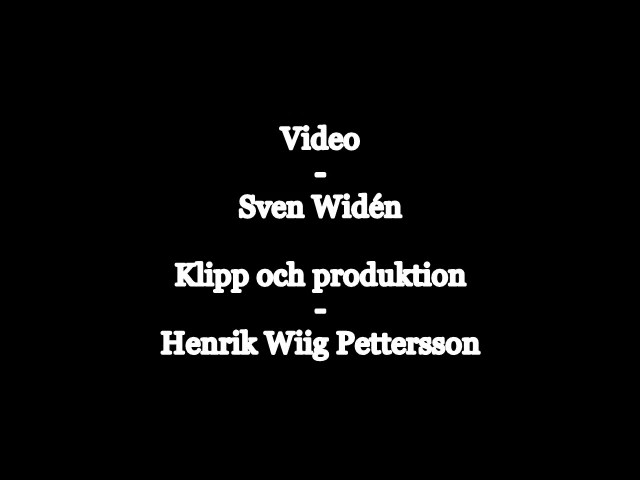 Video
-
Sven Widén
Klipp och produktion
-
Henrik Wiig Pettersson